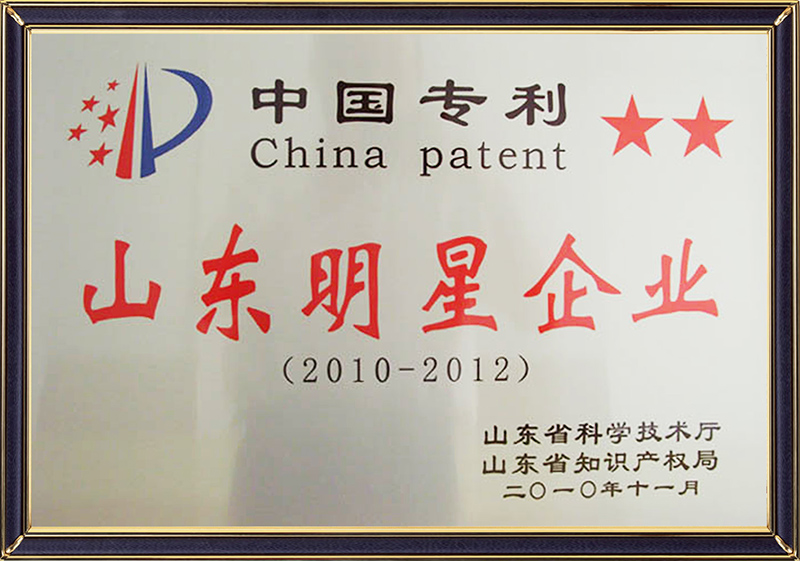 中国专利
China patent
山东明星企业
(2010-2012)
山东省科学技术厅
山东省知识产权局
二〇一〇年十一月